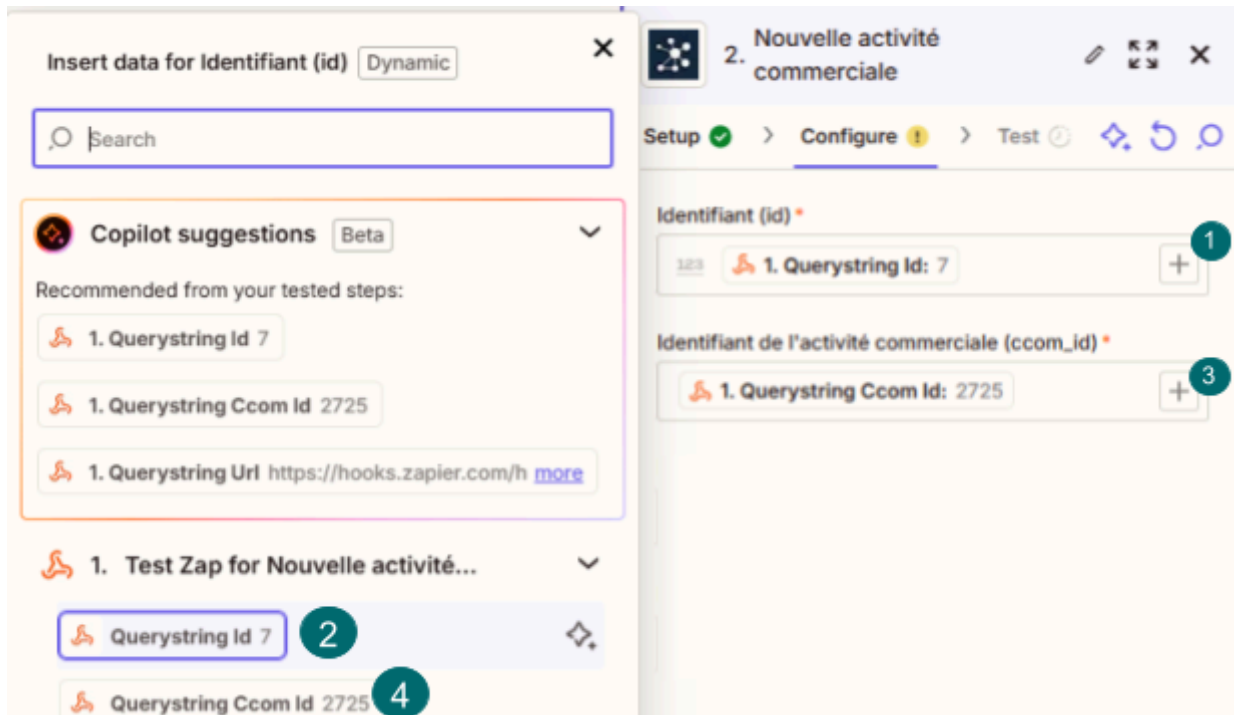 Insert data for Identifiant (id) Dynamic
Search
Copilot suggestions Beta
Recommended from your tested steps:
1. Querystring Id 7
1. Querystring Ccom Id 2725
1. Querystring Url https://hooks.zapier.com/h more
1. Test Zap for Nouvelle activité...
Querystring Id 7 2
Querystring Ccom Id 2725 4
2. Nouvelle activité
commerciale
Setup > Configure ! > Test
Identifiant (id) *
1
123 1. Querystring Id: 7 +
Identifiant de l'activité commerciale (ccom_id) *
3
1. Querystring Ccom Id: 2725 +